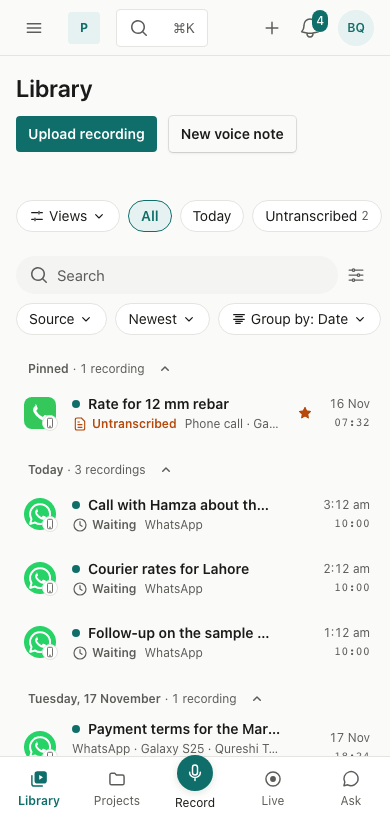 P
⌘K
4
BQ
Library
Upload recording
New voice note
Views
All
Today
Untranscribed 2
Search
Source
Newest
Group by: Date
Pinned · 1 recording
Rate for 12 mm rebar
16 Nov
Untranscribed Phone call · Ga...
07:32
Today · 3 recordings
Call with Hamza about th...
3:12 am
Waiting WhatsApp
10:00
Courier rates for Lahore
2:12 am
Waiting WhatsApp
10:00
Follow-up on the sample ...
1:12 am
Waiting WhatsApp
10:00
Tuesday, 17 November · 1 recording
Payment terms for the Mar...
17 Nov
WhatsApp · Galaxy S25 · Qureshi T...
Library
Projects
Record
Live
Ask